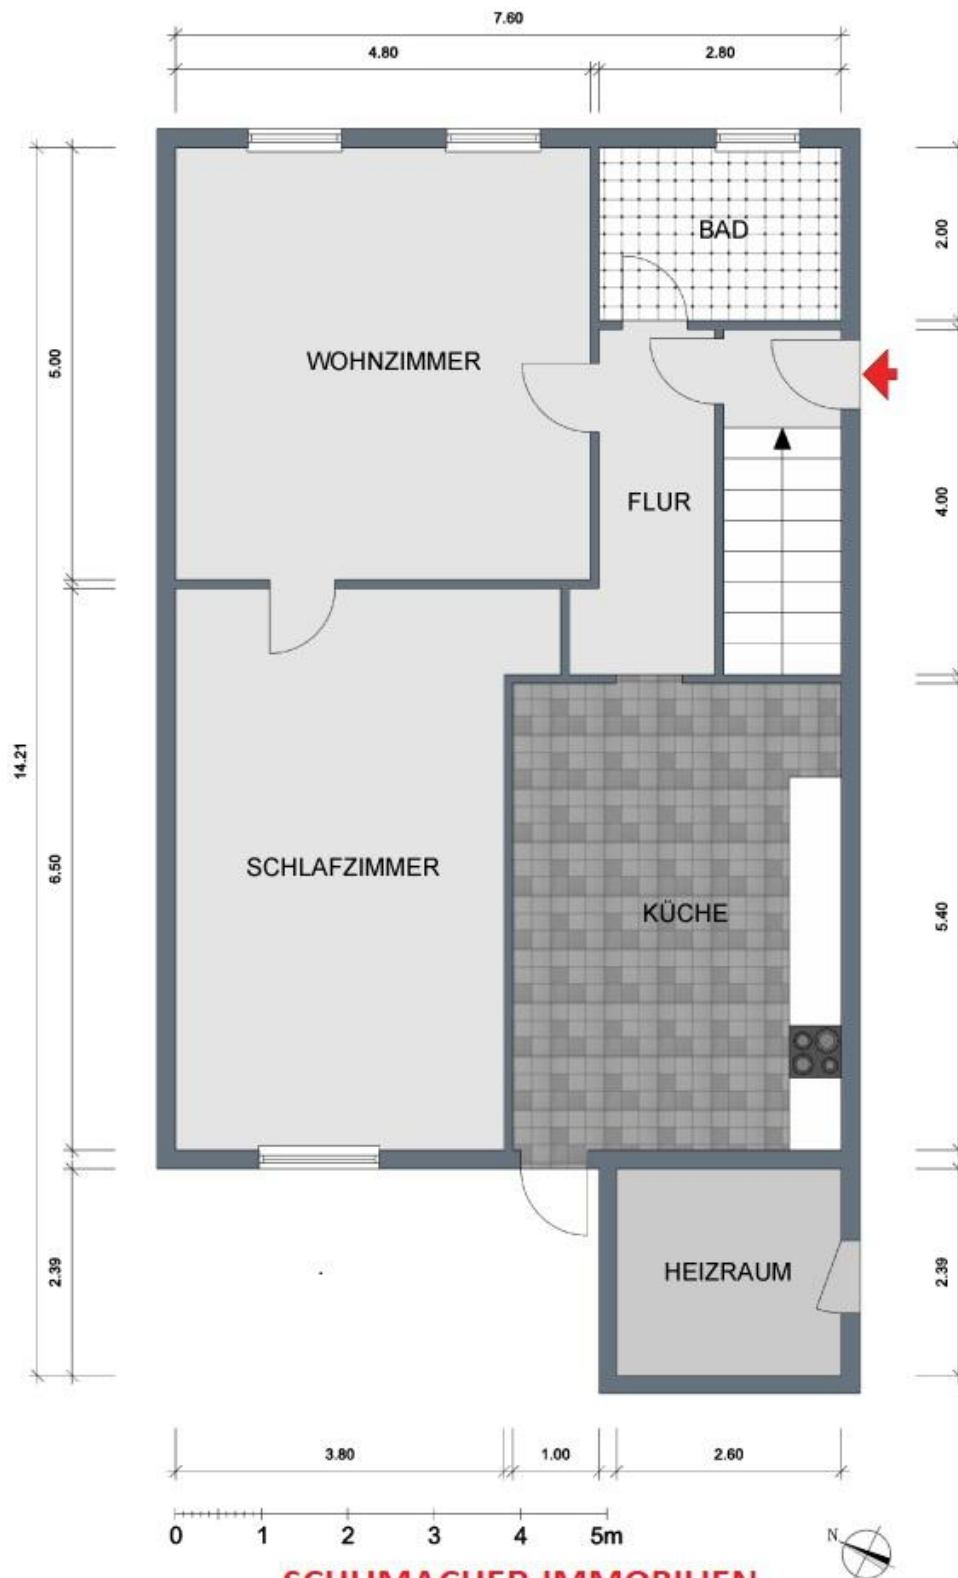 7.60
4.80
2.80
BAD
2.00
WOHNZIMMER
5.00
FLUR
4.00
14.21
SCHLAFZIMMER
6.50
KÜCHE
5.40
HEIZRAUM
2.39
2.39
3.80
1.00
2.60
0 1 2 3 4 5m
N
SCHUMACHER IMMOBILIEN